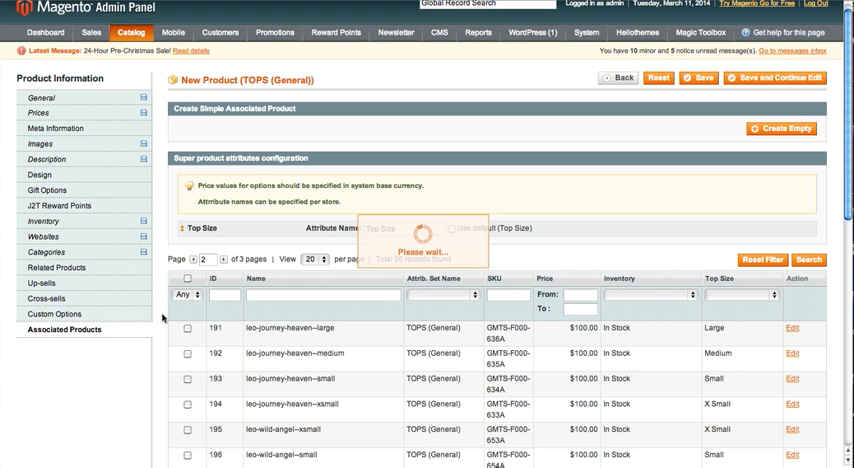 Magento Admin Panel
Global Record Search
Logged in as admin | Tuesday, March 11, 2014 | Try Magento Go for Free | Log Out
Dashboard Sales Catalog Mobile Customers Promotions Reward Points Newsletter CMS Reports WordPress (1) System Hellothemes Magic Toolbox Get help for this page
Latest Message: 24-Hour Pre-Christmas Sale! Read details You have 10 minor and 5 notice unread message(s). Go to messages inbox
Product Information
General
Prices
Meta Information
Images
Description
Design
Gift Options
J2T Reward Points
Inventory
Websites
Categories
Related Products
Up-sells
Cross-sells
Custom Options
Associated Products
New Product (TOPS (General))
Back Reset Save Save and Continue Edit
Create Simple Associated Product
Create Empty
Super product attributes configuration
Price values for options should be specified in system base currency.
Attrribute names can be specified per store.
Top Size Attribute Name: Top Size Use default (Top Size)
Please wait...
Page 2 of 3 pages | View 20 per page | Total 56 records found
Reset Filter Search
ID Name Attrib. Set Name SKU Price Inventory Top Size Action
Any From:
To :
191 leo-journey-heaven--large TOPS (General) GMTS-F000-636A $100.00 In Stock Large Edit
192 leo-journey-heaven--medium TOPS (General) GMTS-F000-635A $100.00 In Stock Medium Edit
193 leo-journey-heaven--small TOPS (General) GMTS-F000-634A $100.00 In Stock Small Edit
194 leo-journey-heaven--xsmall TOPS (General) GMTS-F000-633A $100.00 In Stock X Small Edit
195 leo-wild-angel--xsmall TOPS (General) GMTS-F000-653A $100.00 In Stock X Small Edit
196 leo-wild-angel--small TOPS (General) GMTS-F000-654A $100.00 In Stock Small Edit